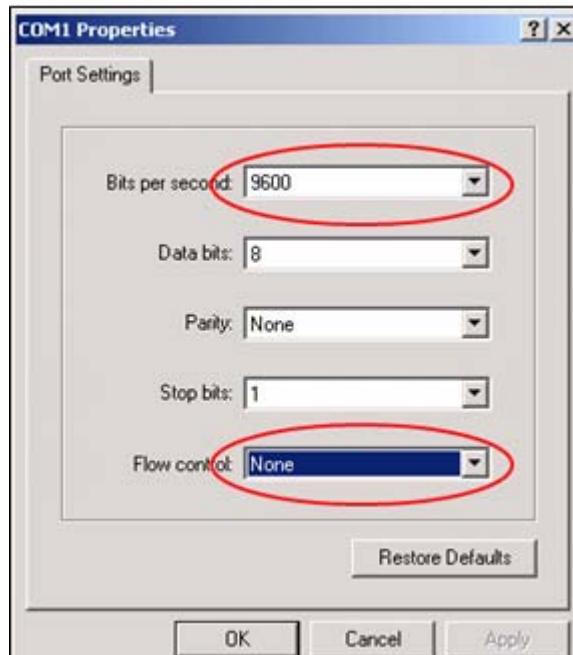 COM1 Properties
Port Settings
Bits per second: 9600
Data bits: 8
Parity: None
Stop bits: 1
Flow control: None
Restore Defaults
OK Cancel Apply